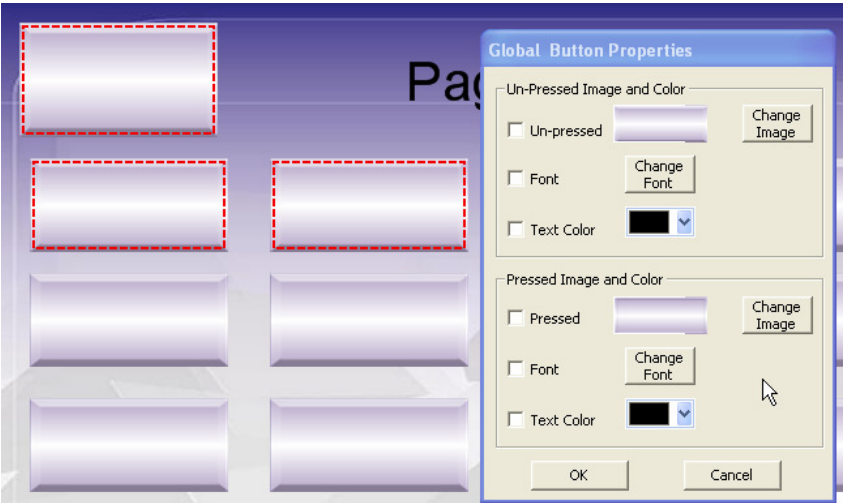 Pag
Global Button Properties
Un-Pressed Image and Color
Un-pressed
Change
Image
Font
Change
Font
Text Color
Pressed Image and Color
Pressed
Change
Image
Font
Change
Font
Text Color
OK
Cancel